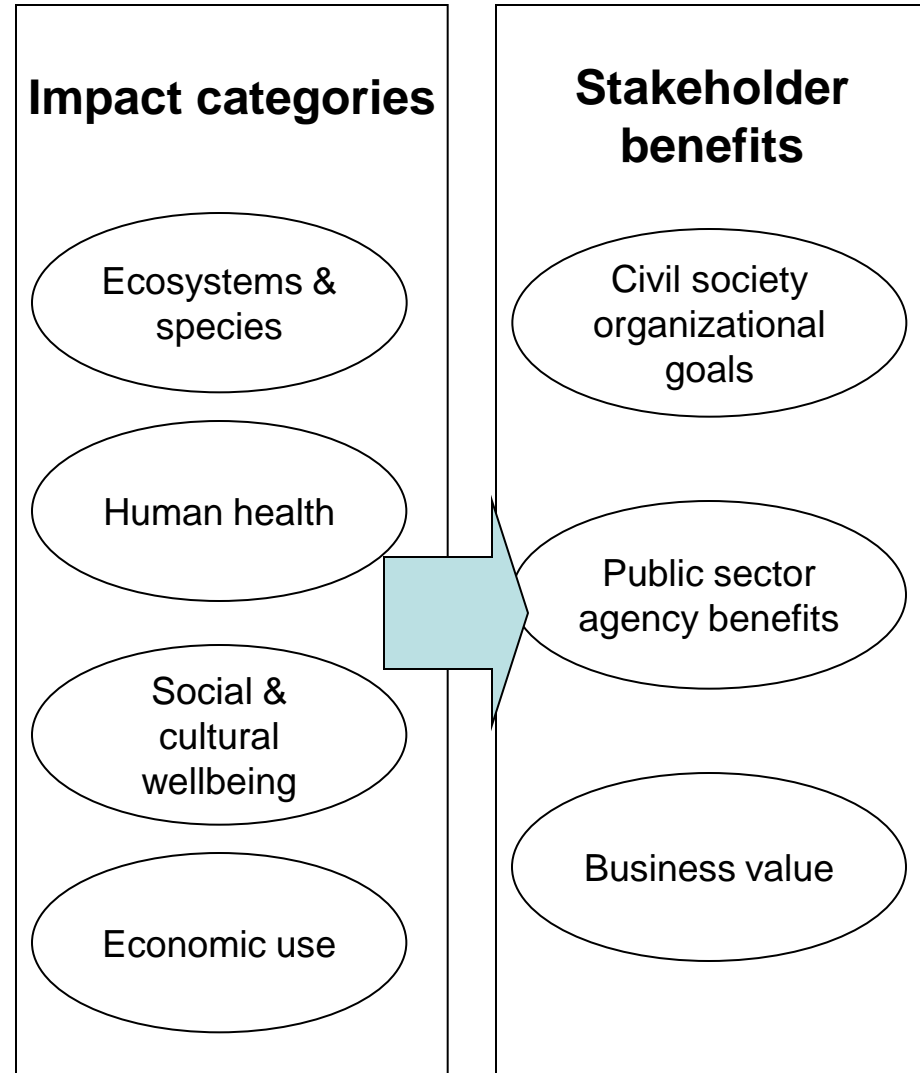 Impact categories
Ecosystems &
species
Human health
Social &
cultural
wellbeing
Economic use
Stakeholder
benefits
Civil society
organizational
goals
Public sector
agency benefits
Business value